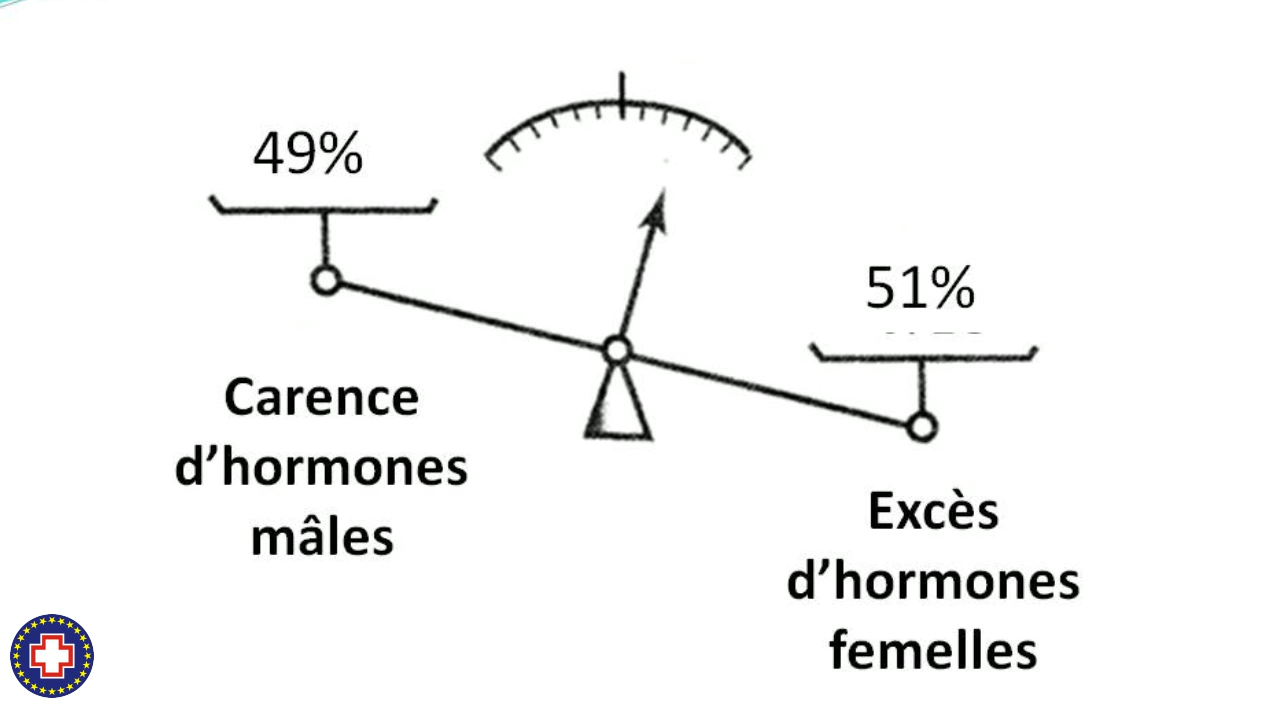 49%
51%
Carence
d’hormones
mâles
Excès
d’hormones
femelles